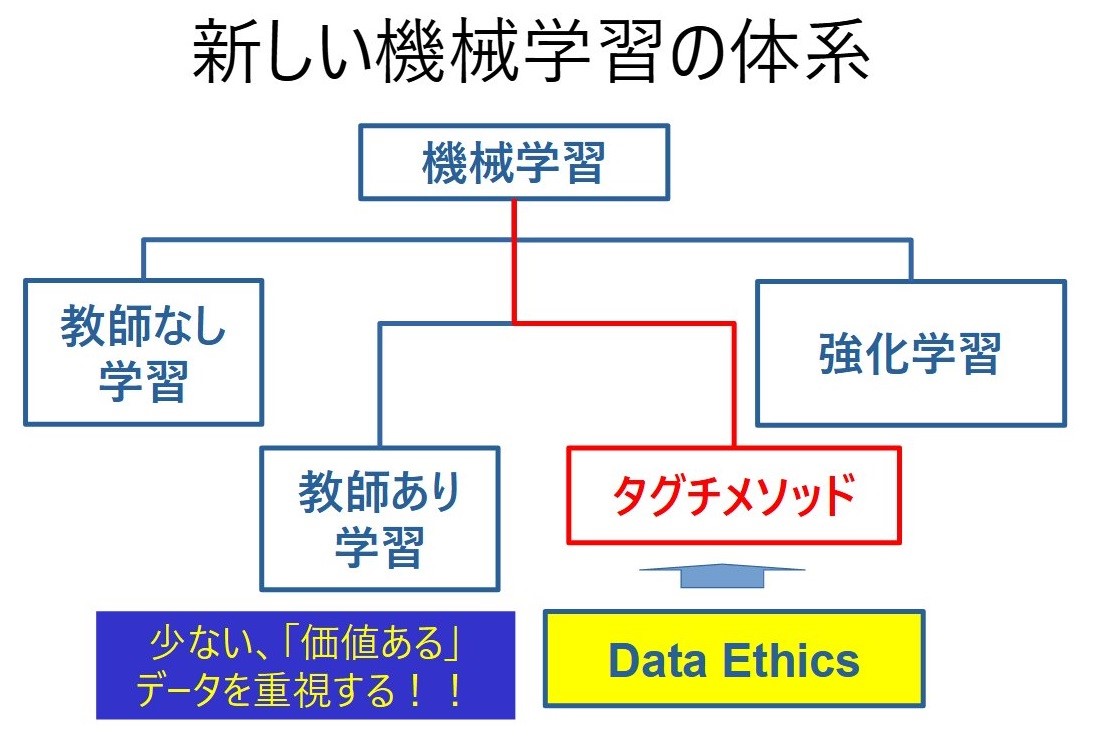 新しい機械学習の体系
機械学習
教師なし
学習
強化学習
教師あり
学習
タグチメソッド
少ない、「価値ある」
データを重視する！！
Data Ethics